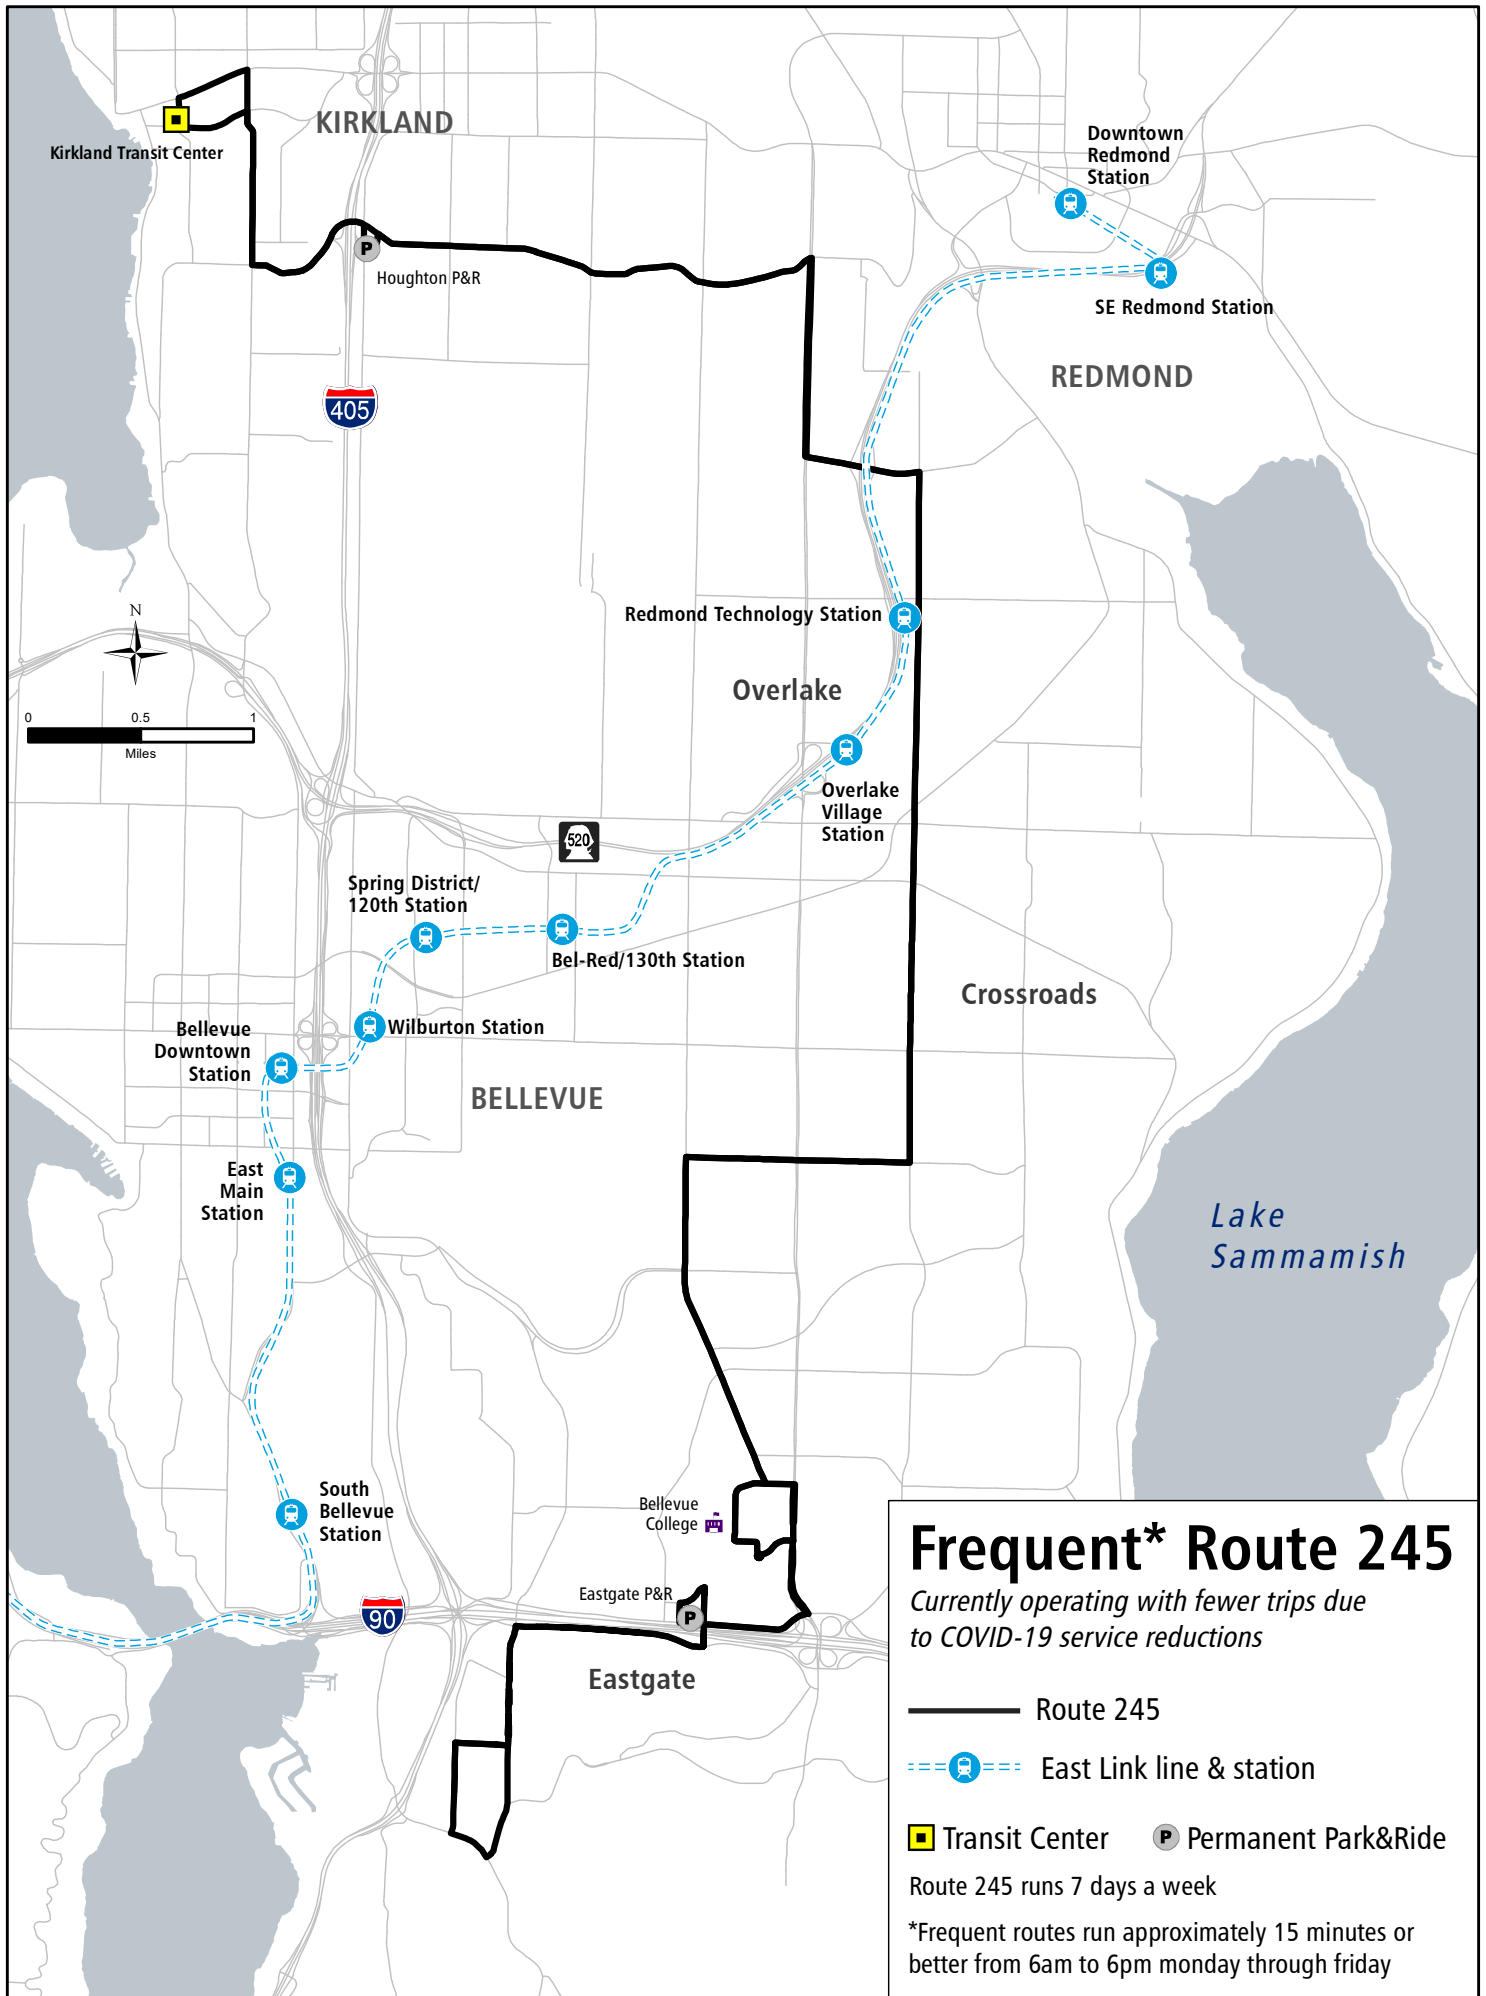 KIRKLAND
Kirkland Transit Center
P
Houghton P&R
Downtown
Redmond
Station
SE Redmond Station
REDMOND
405
N
0 0.5 1
Miles
Redmond Technology Station
Overlake
Overlake
Village
Station
520
Spring District/
120th Station
Bel-Red/130th Station
Crossroads
Wilburton Station
Bellevue
Downtown
Station
BELLEVUE
East
Main
Station
Lake
Sammamish
South
Bellevue
Station
Bellevue
College
Eastgate P&R
P
90
Eastgate
Frequent* Route 245
Currently operating with fewer trips due
to COVID-19 service reductions
Route 245
East Link line & station
Transit Center
P Permanent Park&Ride
Route 245 runs 7 days a week
*Frequent routes run approximately 15 minutes or
better from 6am to 6pm monday through friday